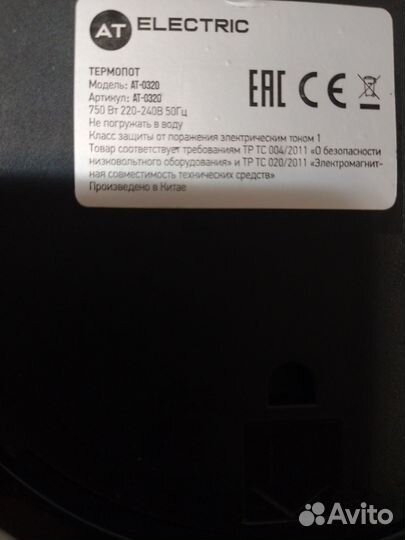 AT ELECTRIC
ТЕРМОПОТ
Модель: АТ-0320
Артикул: АТ-0320
750 Вт 220-240В 50Гц
Не погружать в воду
Класс защиты от поражения электрическим током 1
Товар соответствует требованиям ТР ТС 004/2011 «О безопасности
низковольтного оборудования» и ТР ТС 020/2011 «Электромагнит-
ная совместимость технических средств»
Произведено в Китае
EAC CE
Avito